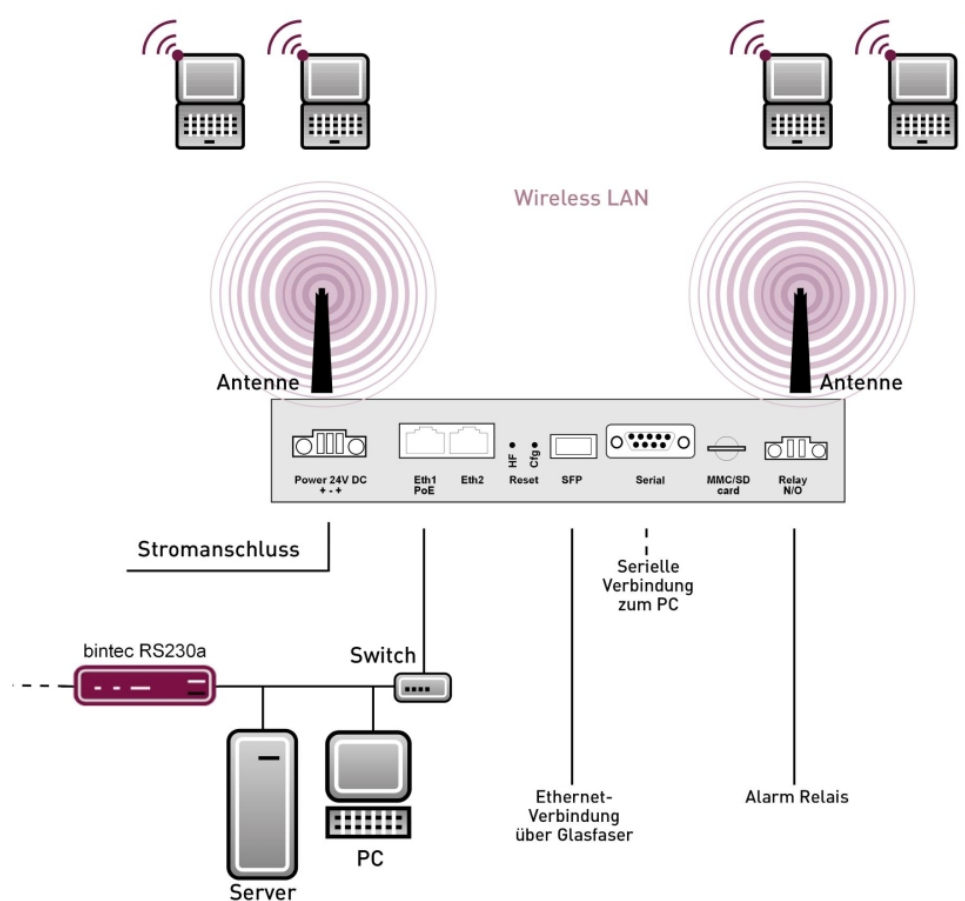 Wireless LAN
Antenne
Antenne
Power 24V DC
+ - +
Eth1
PoE
Eth2
HF
Cfg
Reset
SFP
Serial
MMC/SD
card
Relay
N/O
Stromanschluss
Serielle
Verbindung
zum PC
bintec RS230a
Switch
Ethernet-
Verbindung
über Glasfaser
Alarm Relais
PC
Server